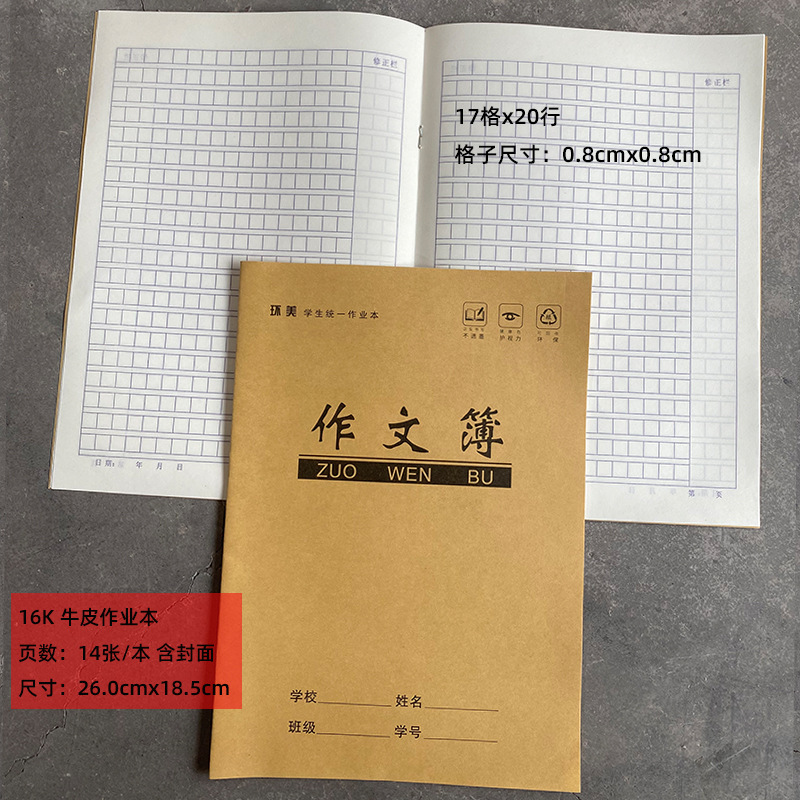 修正栏
修正栏
17格x20行
格子尺寸：0.8cmx0.8cm
日期： 年 月 日
第 页
环美 学生统一作业本
不透墨 护视力 环保
作文簿
ZUO WEN BU
16K 牛皮作业本
页数：14张/本 含封面
尺寸：26.0cmx18.5cm
学校 姓名
班级 学号